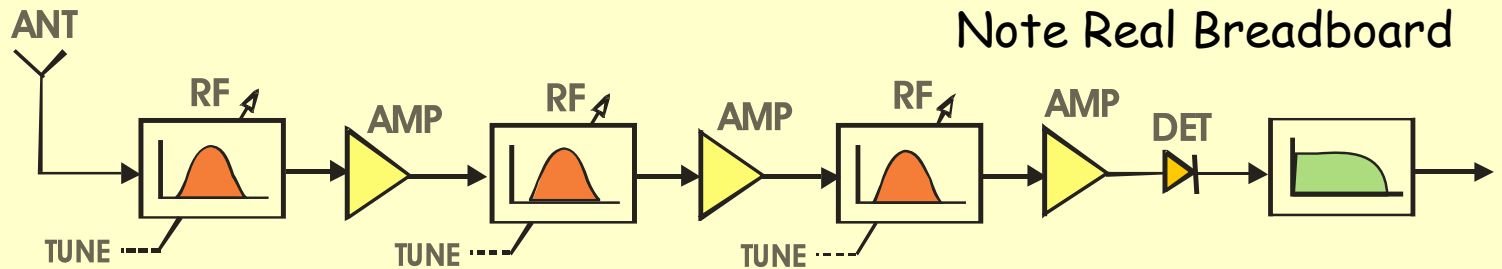 ANT
Note Real Breadboard
RF
AMP
RF
AMP
RF
AMP
DET
TUNE
TUNE
TUNE